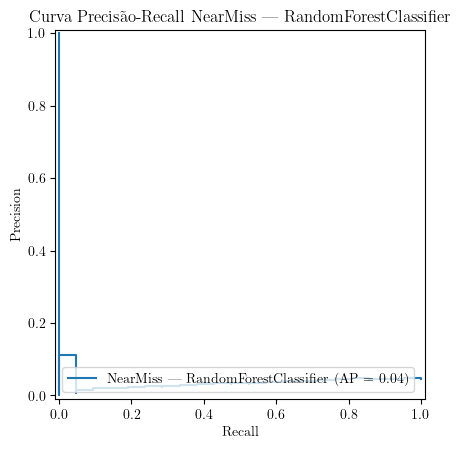 Curva Precisão-Recall NearMiss — RandomForestClassifier
1.0
0.8
0.6
0.4
0.2
0.0
Precision
NearMiss — RandomForestClassifier (AP = 0.04)
0.0 0.2 0.4 0.6 0.8 1.0
Recall